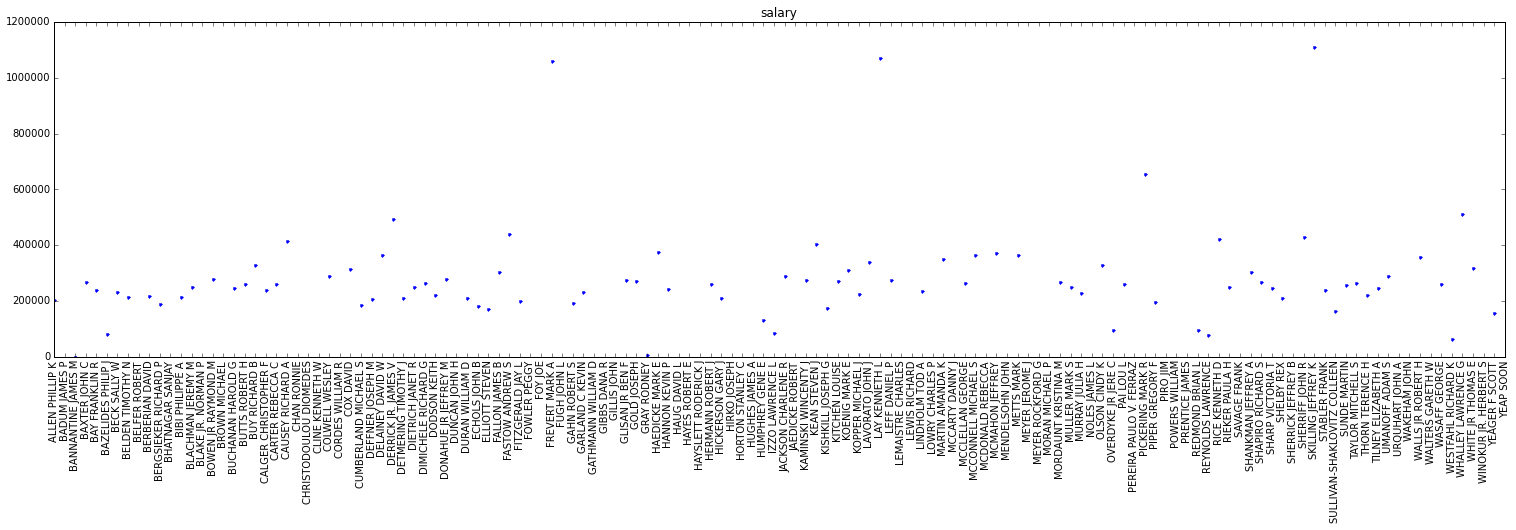 salary
1200000
1000000
800000
600000
400000
200000
0
ALLEN PHILLIP K
BADUM JAMES P
BANNANTINE JAMES M
BAXTER JOHN C
BAY FRANKLIN R
BAZELIDES PHILIP J
BECK SALLY W
BELDEN TIMOTHY N
BELFER ROBERT
BERBERIAN DAVID
BERGSIEKER RICHARD P
BHATNAGAR SANJAY
BIBI PHILIPPE A
BLACHMAN JEREMY M
BLAKE JR. NORMAN P
BOWEN JR RAYMOND M
BROWN MICHAEL
BUCHANAN HAROLD G
BUTTS ROBERT H
BUY RICHARD B
CALGER CHRISTOPHER F
CARTER REBECCA C
CAUSEY RICHARD A
CHAN RONNIE
CHRISTODOULOU DIOMEDES
CLINE KENNETH W
COLWELL WESLEY
CORDES WILLIAM R
COX DAVID
CUMBERLAND MICHAEL S
DEFFNER JOSEPH M
DELAINEY DAVID W
DERRICK JR. JAMES V
DETMERING TIMOTHY J
DIETRICH JANET R
DIMICHELE RICHARD G
DODSON KEITH
DONAHUE JR JEFFREY M
DUNCAN JOHN H
DURAN WILLIAM D
ECHOLS JOHN B
ELLIOTT STEVEN
FALLON JAMES B
FASTOW ANDREW S
FITZGERALD JAY L
FOWLER PEGGY
FOY JOE
FREVERT MARK A
FUGH JOHN L
GAHN ROBERT S
GARLAND C KEVIN
GATHMANN WILLIAM D
GIBBS DANA R
GILLIS JOHN
GLISAN JR BEN F
GOLD JOSEPH
GRAY RODNEY
HAEDICKE MARK E
HANNON KEVIN P
HAUG DAVID L
HAYES ROBERT E
HAYSLETT RODERICK J
HERMANN ROBERT J
HICKERSON GARY J
HIRKO JOSEPH
HORTON STANLEY C
HUGHES JAMES A
HUMPHREY GENE E
IZZO LAWRENCE L
JACKSON CHARLENE R
JAEDICKE ROBERT
KAMINSKI WINCENTY J
KEAN STEVEN J
KISHKILL JOSEPH G
KITCHEN LOUISE
KOENIG MARK E
KOPPER MICHAEL J
LAVORATO JOHN J
LAY KENNETH L
LEFF DANIEL P
LEMAISTRE CHARLES
LEWIS RICHARD
LINDHOLM TOD A
LOWRY CHARLES P
MARTIN AMANDA K
MCCARTY DANNY J
MCCLELLAN GEORGE
MCCONNELL MICHAEL S
MCDONALD REBECCA
MCMAHON JEFFREY
MENDELSOHN JOHN
METTS MARK
MEYER JEROME J
MEYER ROCKFORD G
MORAN MICHAEL P
MORDAUNT KRISTINA M
MULLER MARK S
MURRAY JULIA H
NOLES JAMES L
OLSON CINDY K
OVERDYKE JR JERE C
PAI LOU L
PEREIRA PAULO V. FERRAZ
PICKERING MARK R
PIPER GREGORY F
PIRO JIM
POWERS WILLIAM
PRENTICE JAMES
REDMOND BRIAN L
REYNOLDS LAWRENCE
RICE KENNETH D
RIEKER PAULA H
SAVAGE FRANK
SHANKMAN JEFFREY A
SHAPIRO RICHARD S
SHARP VICTORIA T
SHELBY REX
SHERRICK JEFFREY B
SHERRIFF JOHN R
SKILLING JEFFREY K
STABLER FRANK
SULLIVAN-SHAKLOVITZ COLLEEN
SUNDE MARTIN
TAYLOR MITCHELL S
THORN TERENCE H
TILNEY ELIZABETH A
UMANOFF ADAM S
URQUHART JOHN A
WAKEHAM JOHN
WALLS JR ROBERT H
WALTERS GARETH W
WASAFF GEORGE
WESTFAHL RICHARD K
WHALLEY LAWRENCE G
WHITE JR THOMAS E
WINOKUR JR. HERBERT S
YEAGER F SCOTT
YEAP SOON